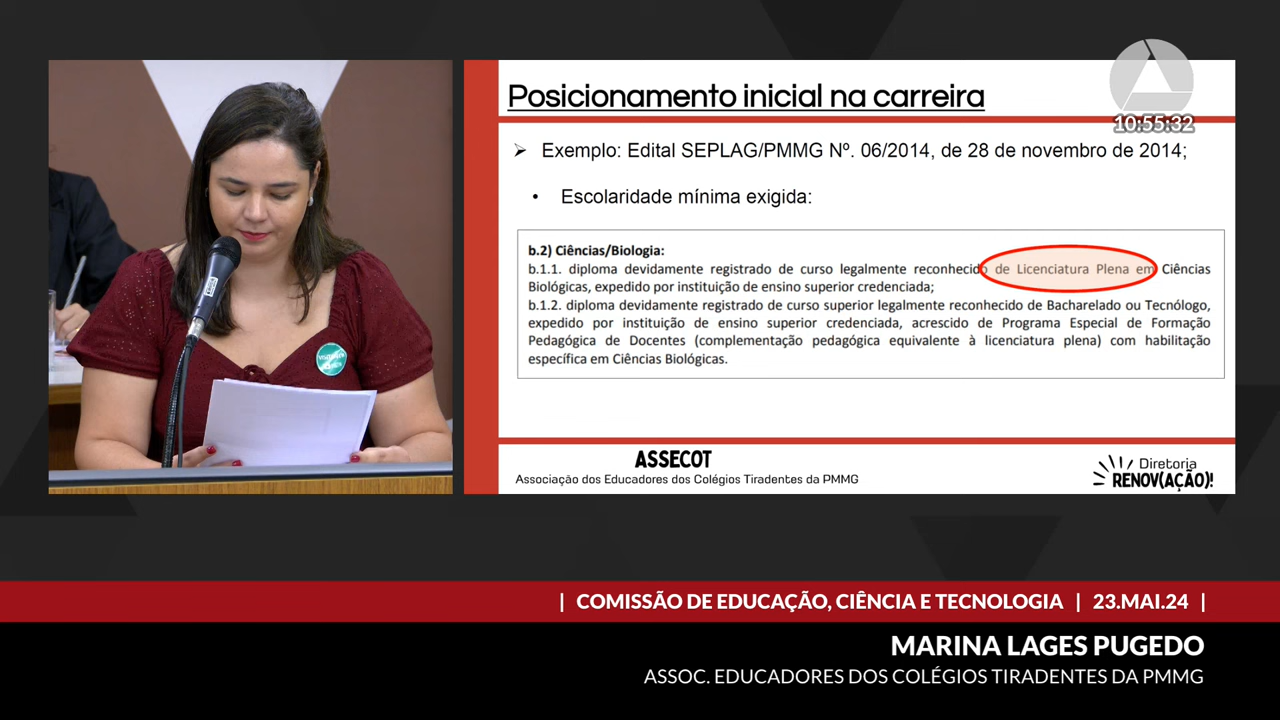 Posicionamento inicial na carreira
10:55:32
➢ Exemplo: Edital SEPLAG/PMMG Nº. 06/2014, de 28 de novembro de 2014;
• Escolaridade mínima exigida:
b.2) Ciências/Biologia:
b.1.1. diploma devidamente registrado de curso legalmente reconhecido de Licenciatura Plena em Ciências
Biológicas, expedido por instituição de ensino superior credenciada;
b.1.2. diploma devidamente registrado de curso superior legalmente reconhecido de Bacharelado ou Tecnólogo,
expedido por instituição de ensino superior credenciada, acrescido de Programa Especial de Formação
Pedagógica de Docentes (complementação pedagógica equivalente à licenciatura plena) com habilitação
específica em Ciências Biológicas.
ASSECOT
Associação dos Educadores dos Colégios Tiradentes da PMMG
Diretoria
RENOV(AÇÃO)!
| COMISSÃO DE EDUCAÇÃO, CIÊNCIA E TECNOLOGIA | 23.MAI.24 |
MARINA LAGES PUGEDO
ASSOC. EDUCADORES DOS COLÉGIOS TIRADENTES DA PMMG